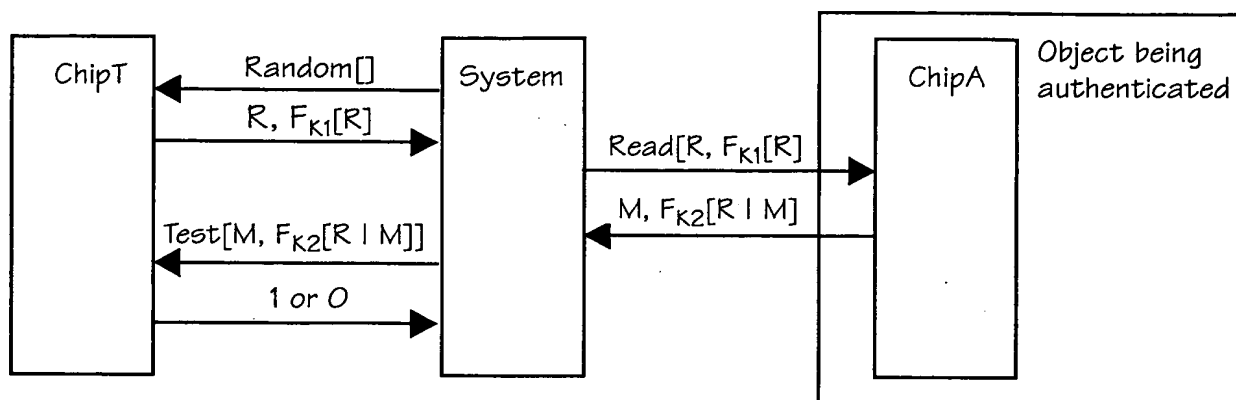 ChipT
Random[]
R, F_K1[R]
Test[M, F_K2[R | M]]
1 or 0
System
Read[R, F_K1[R]
M, F_K2[R | M]
ChipA
Object being
authenticated